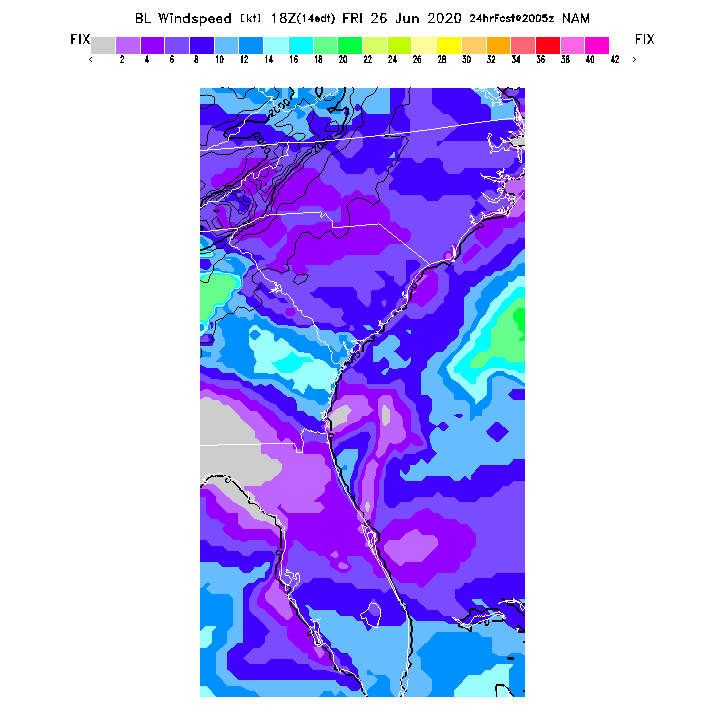 BL Windspeed [kt] 18Z(14edt) FRI 26 Jun 2020 24hrFcst@2005z NAM
FIX FIX
< 2 4 6 8 10 12 14 16 18 20 22 24 26 28 30 32 34 36 38 40 42 >
2000